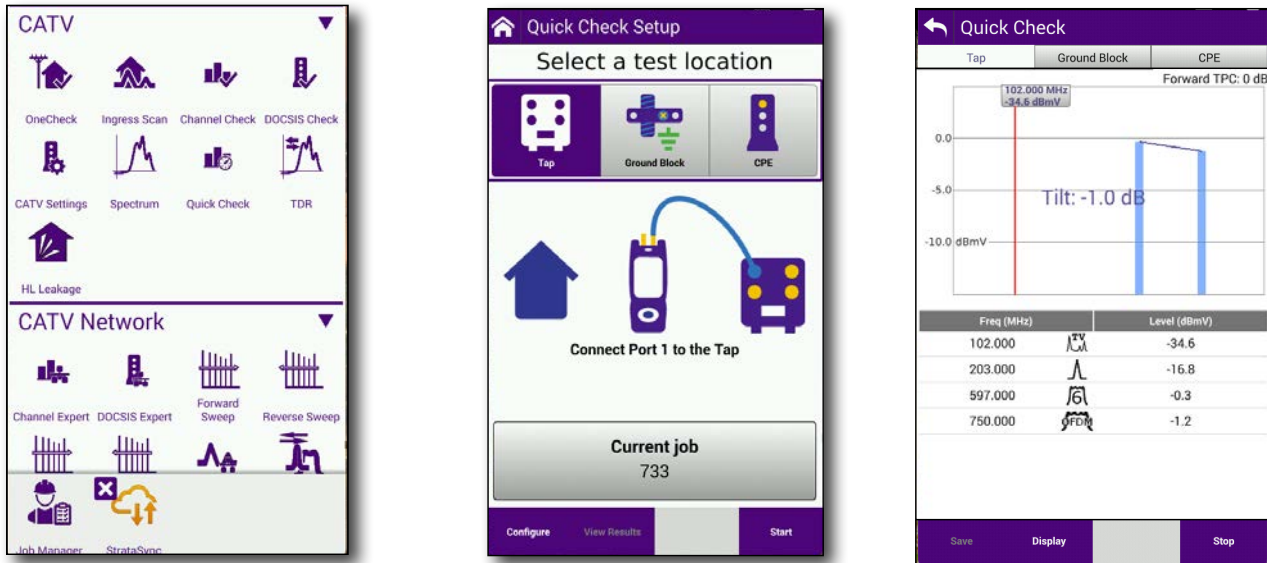 CATV
OneCheck
Ingress Scan
Channel Check
DOCSIS Check
CATV Settings
Spectrum
Quick Check
TDR
HL Leakage
CATV Network
Channel Expert
DOCSIS Expert
Forward
Sweep
Reverse Sweep
Job Manager
StrataSync
Quick Check Setup
Select a test location
Tap
Ground Block
CPE
Connect Port 1 to the Tap
Current job
733
Configure
View Results
Start
Quick Check
Tap
Ground Block
CPE
Forward TPC: 0 dB
102.000 MHz
-34.6 dBmV
0.0
-5.0
Tilt: -1.0 dB
-10.0 dBmV
Freq (MHz) Level (dBmV)
102.000 TV -34.6
203.000 -16.8
597.000 6 -0.3
750.000 OFDM -1.2
Save
Display
Stop